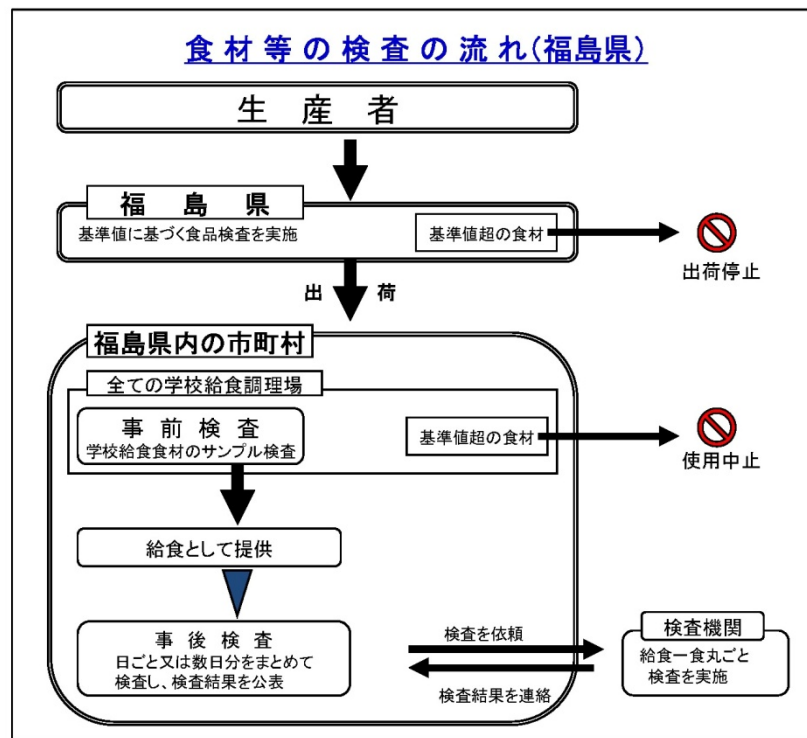 食材等の検査の流れ(福島県)
生産者
福島県
基準値に基づく食品検査を実施
基準値超の食材
出荷停止
出荷
福島県内の市町村
全ての学校給食調理場
事前検査
学校給食食材のサンプル検査
基準値超の食材
使用中止
給食として提供
事後検査
日ごと又は数日分をまとめて
検査し、検査結果を公表
検査を依頼
検査結果を連絡
検査機関
給食一食丸ごと
検査を実施